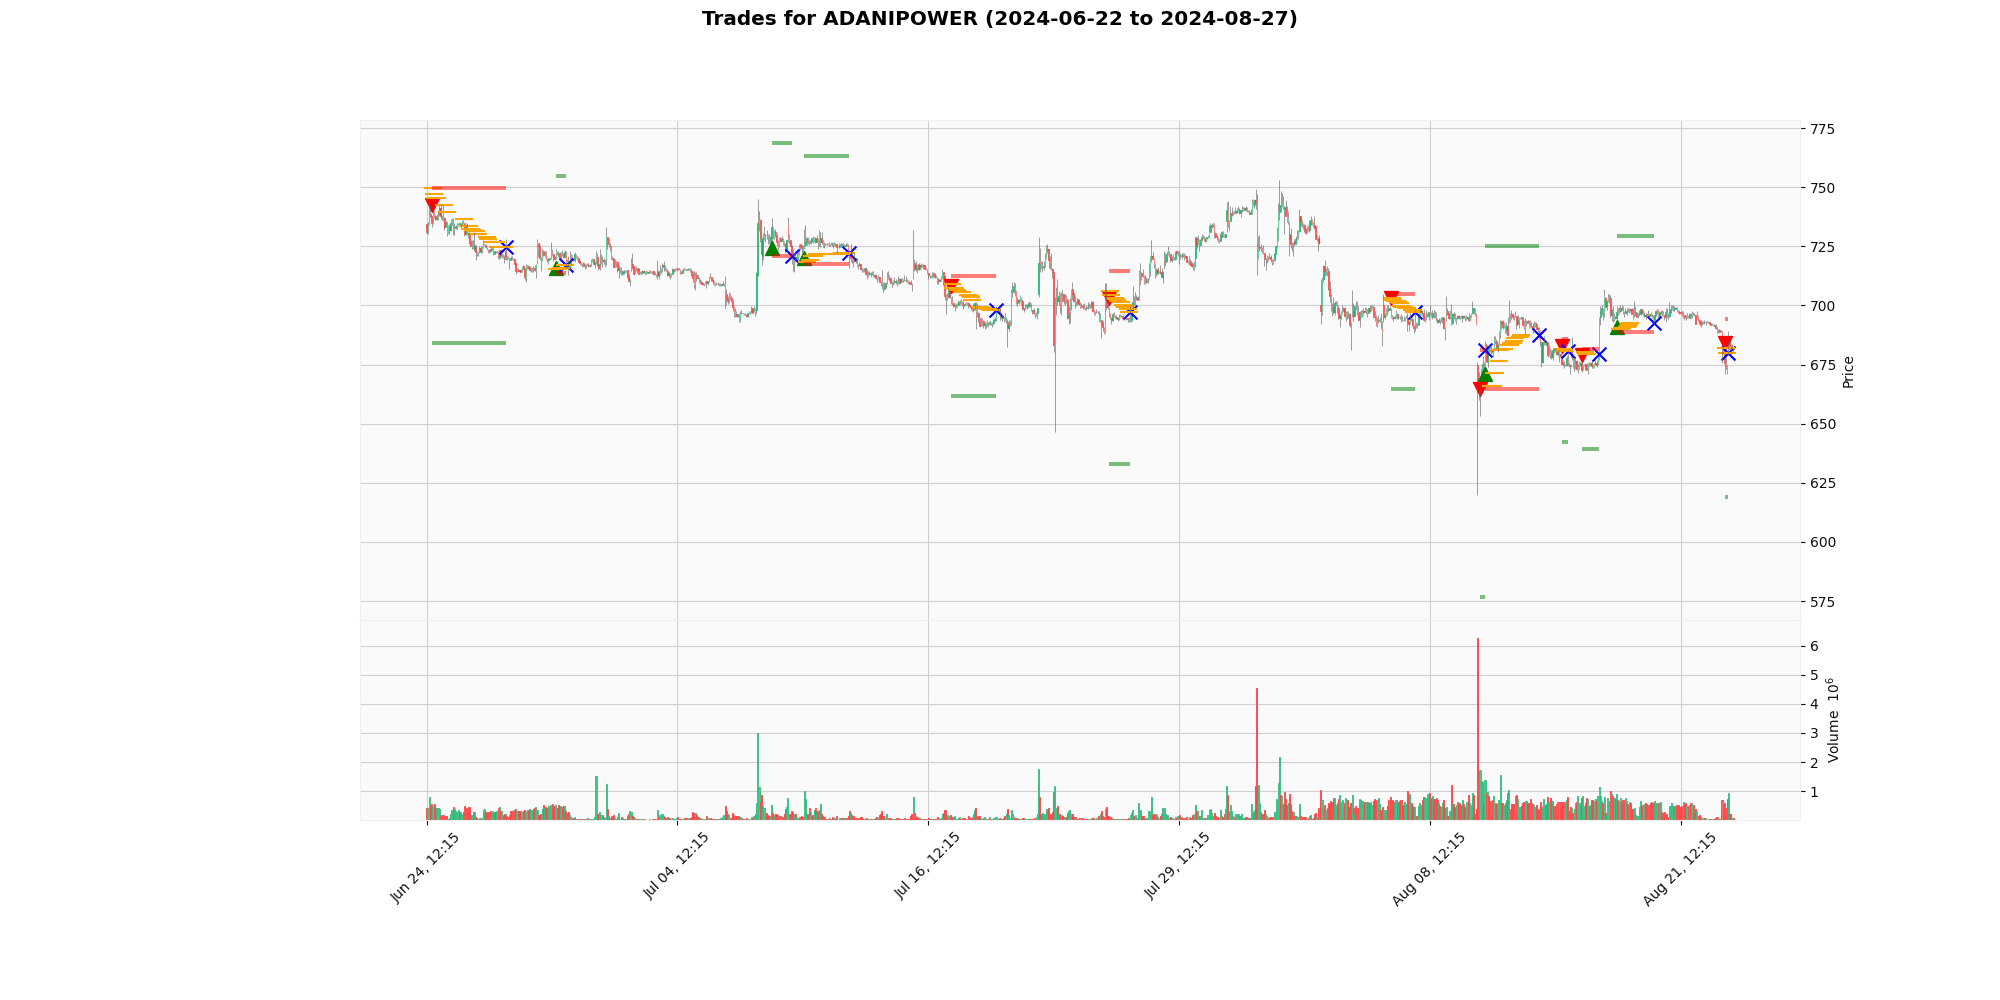 Trades for ADANIPOWER (2024-06-22 to 2024-08-27)
775
750
725
700
675
650
625
600
575
Price
6
5
4
3
2
1
Volume 10^6
Jun 24, 12:15
Jul 04, 12:15
Jul 16, 12:15
Jul 29, 12:15
Aug 08, 12:15
Aug 21, 12:15